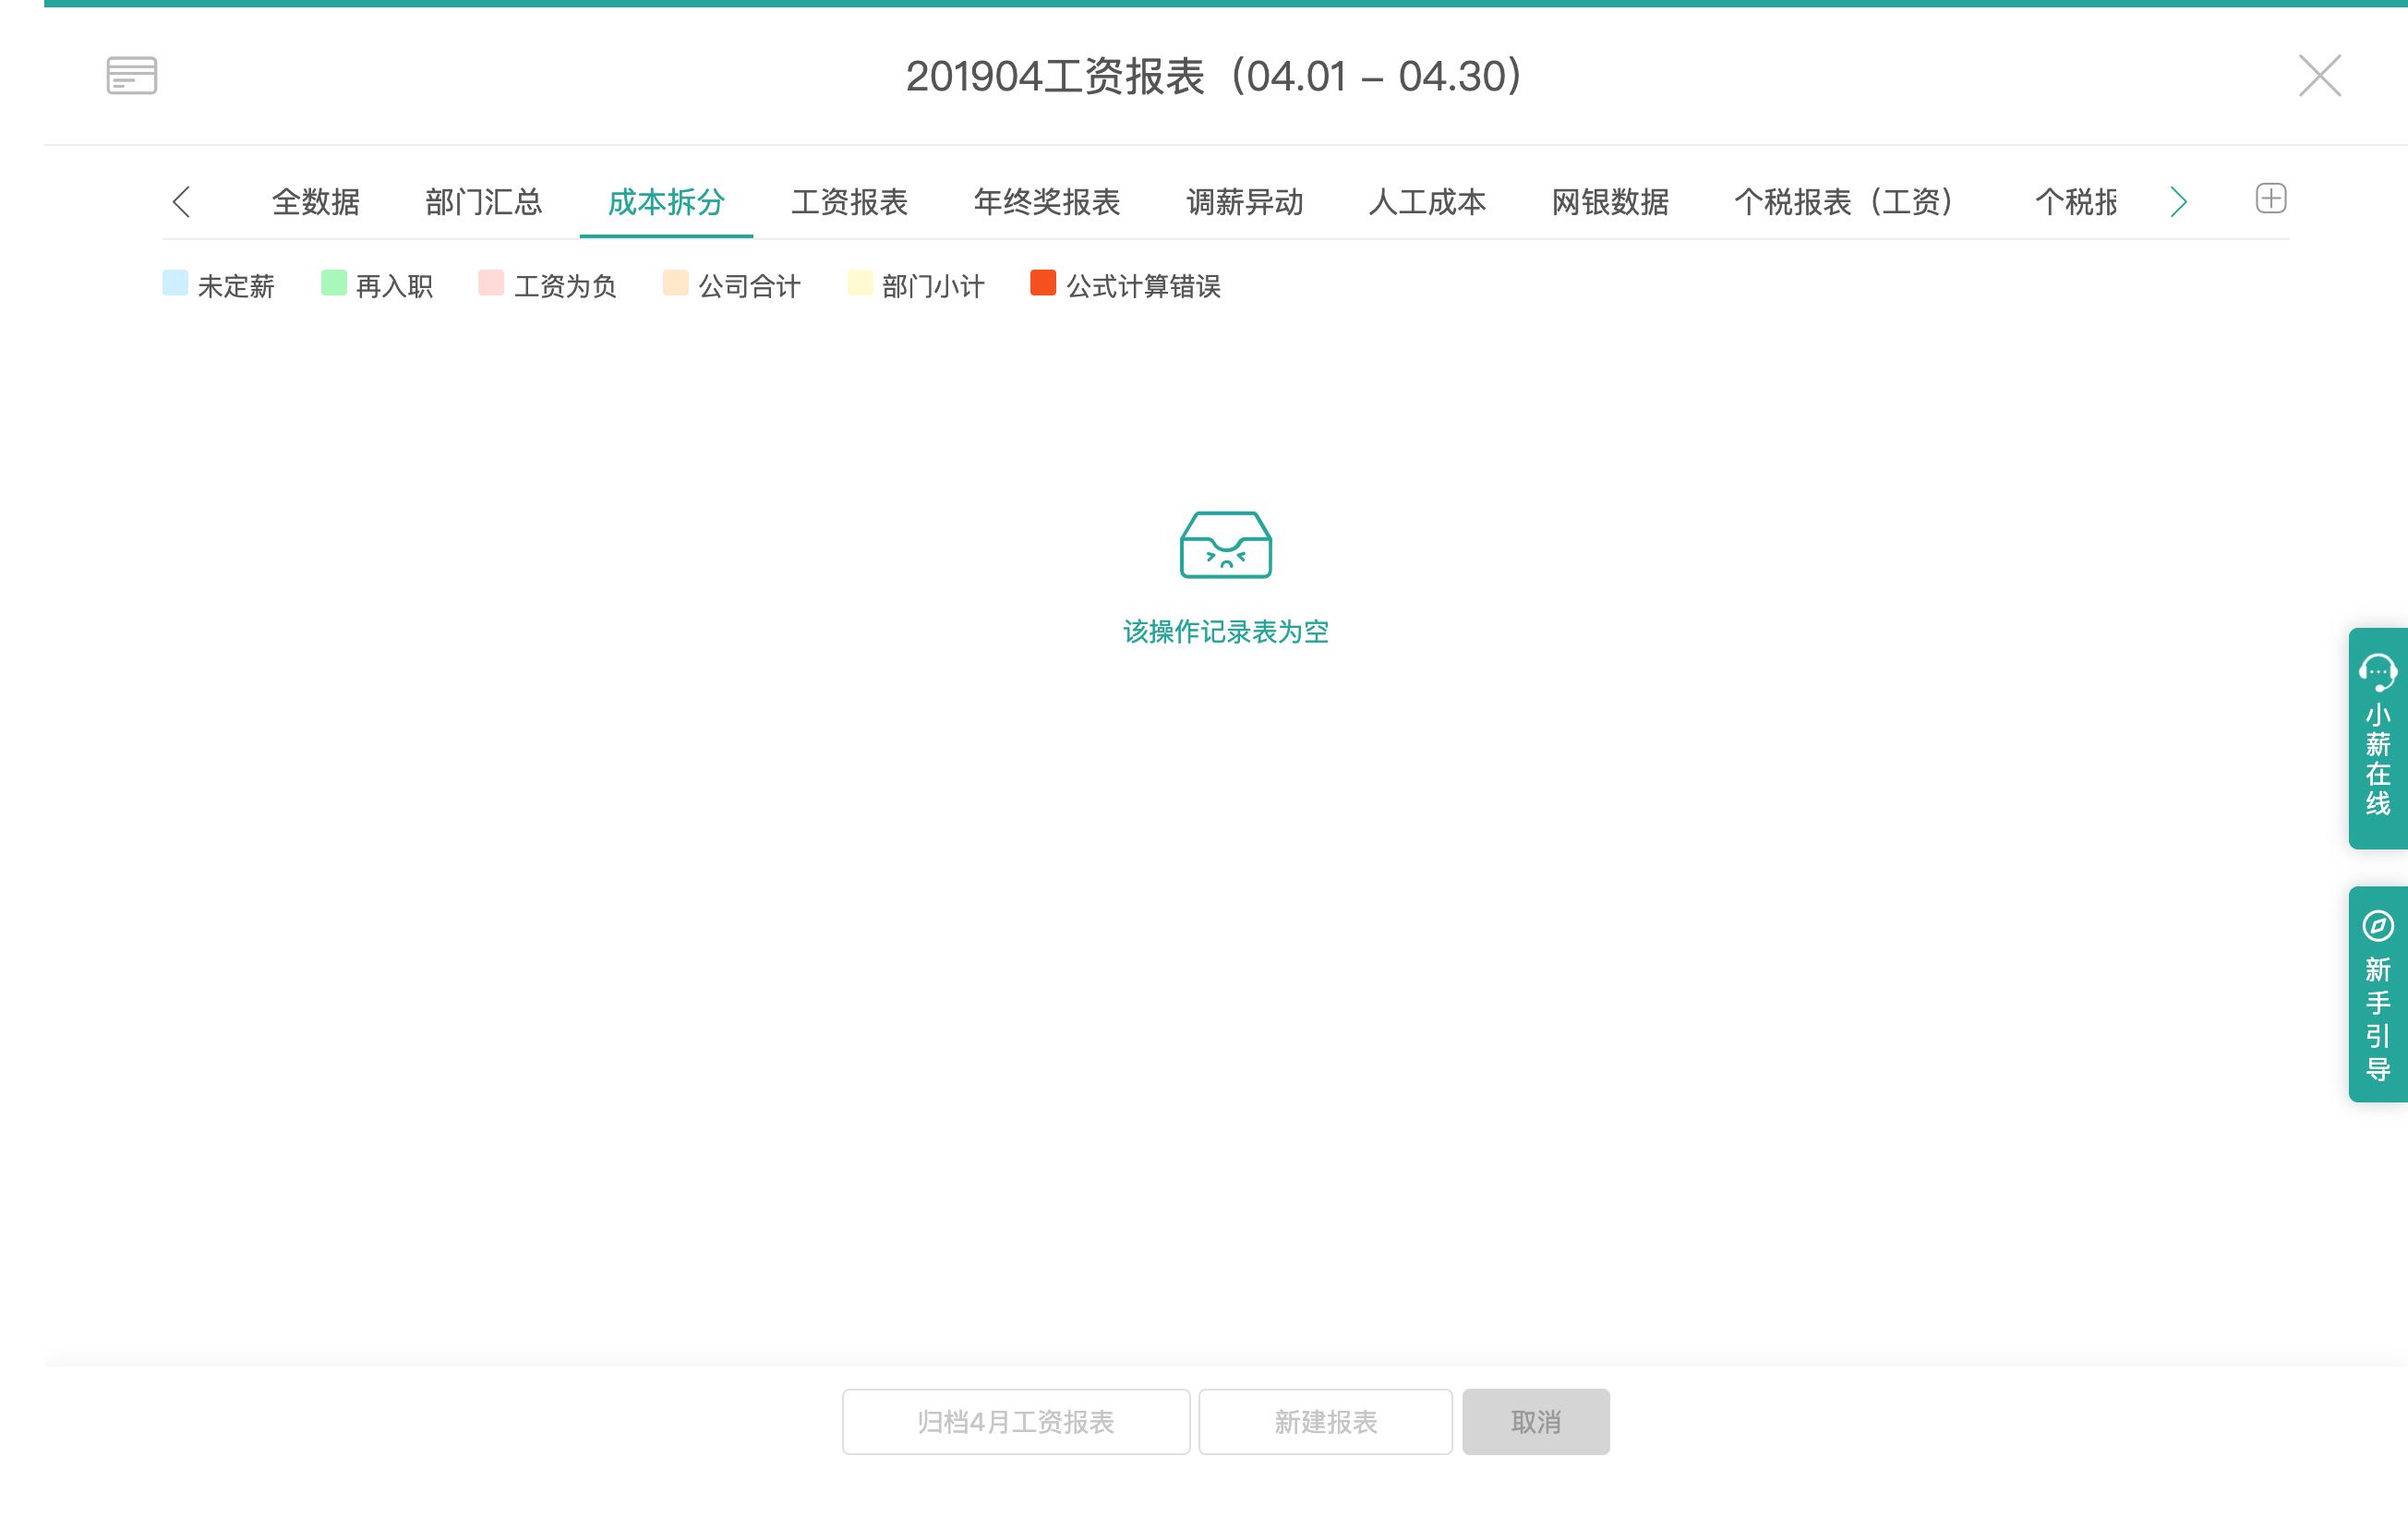 201904工资报表（04.01 – 04.30）
全数据 部门汇总 成本拆分 工资报表 年终奖报表 调薪异动 人工成本 网银数据 个税报表（工资） 个税报
未定薪 再入职 工资为负 公司合计 部门小计 公式计算错误
该操作记录表为空
小薪在线
新手引导
归档4月工资报表 新建报表 取消